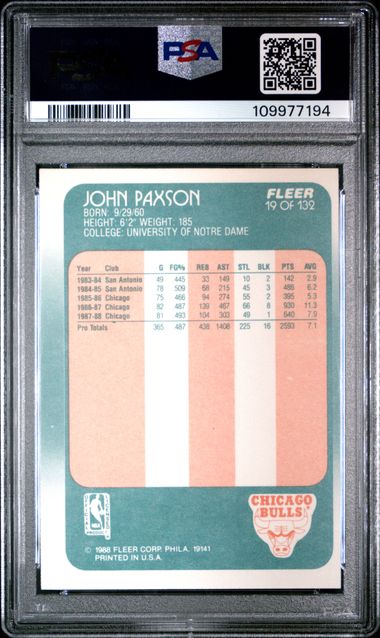 PSA
109977194
JOHN PAXSON
FLEER
BORN: 9/29/60
19 OF 132
HEIGHT: 6'2" WEIGHT: 185
COLLEGE: UNIVERSITY OF NOTRE DAME
Year Club G FG% REB AST STL BLK PTS AVG
1983-84 San Antonio 49 445 33 149 10 2 142 2.9
1984-85 San Antonio 78 509 68 215 45 3 486 6.2
1985-86 Chicago 75 466 94 274 55 2 395 5.3
1986-87 Chicago 82 487 139 467 66 8 930 11.3
1987-88 Chicago 81 493 104 303 49 1 640 7.9
Pro Totals 365 487 438 1408 225 16 2593 7.1
NBA
CHICAGO
BULLS
© 1988 FLEER CORP. PHILA. 19141
PRINTED IN U.S.A.
PSA